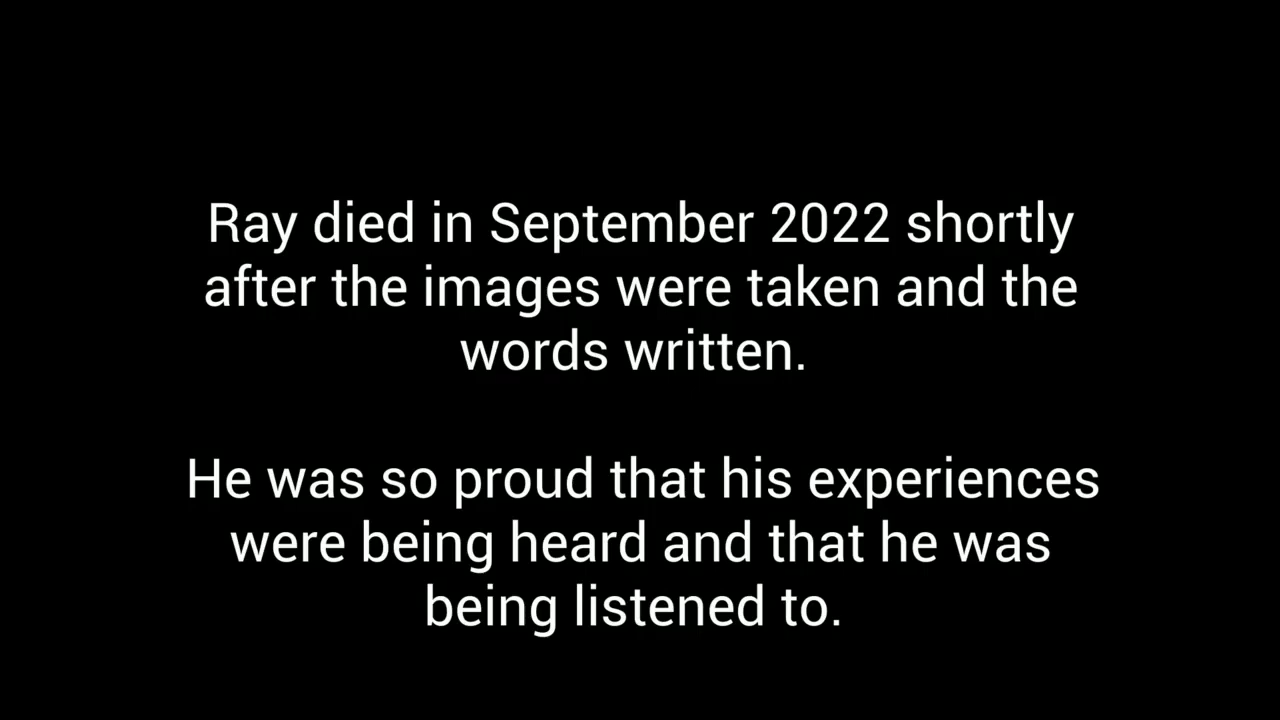 Ray died in September 2022 shortly
after the images were taken and the
words written.
He was so proud that his experiences
were being heard and that he was
being listened to.